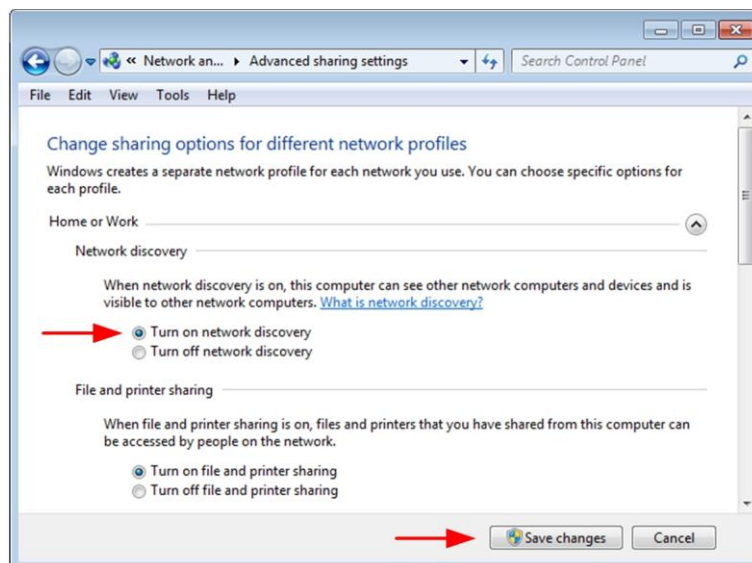 « Network an... ▸ Advanced sharing settings
Search Control Panel
File Edit View Tools Help
Change sharing options for different network profiles
Windows creates a separate network profile for each network you use. You can choose specific options for
each profile.
Home or Work
Network discovery
When network discovery is on, this computer can see other network computers and devices and is
visible to other network computers. What is network discovery?
Turn on network discovery
Turn off network discovery
File and printer sharing
When file and printer sharing is on, files and printers that you have shared from this computer can
be accessed by people on the network.
Turn on file and printer sharing
Turn off file and printer sharing
Save changes Cancel